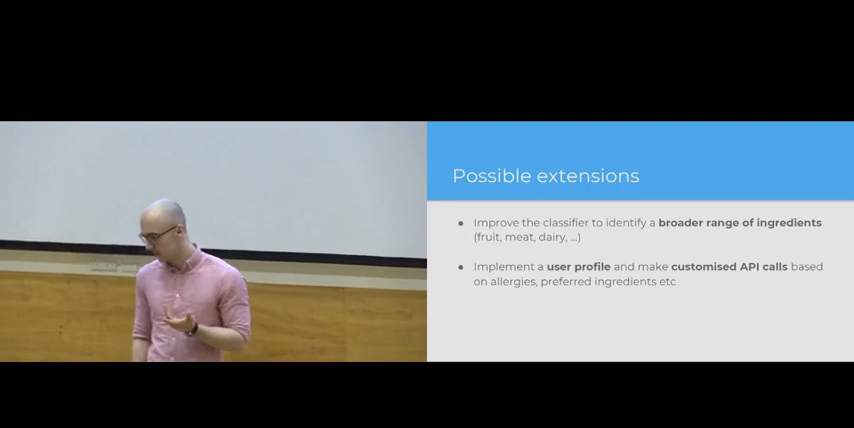 Possible extensions
● Improve the classifier to identify a broader range of ingredients
(fruit, meat, dairy, ...)
● Implement a user profile and make customised API calls based
on allergies, preferred ingredients etc